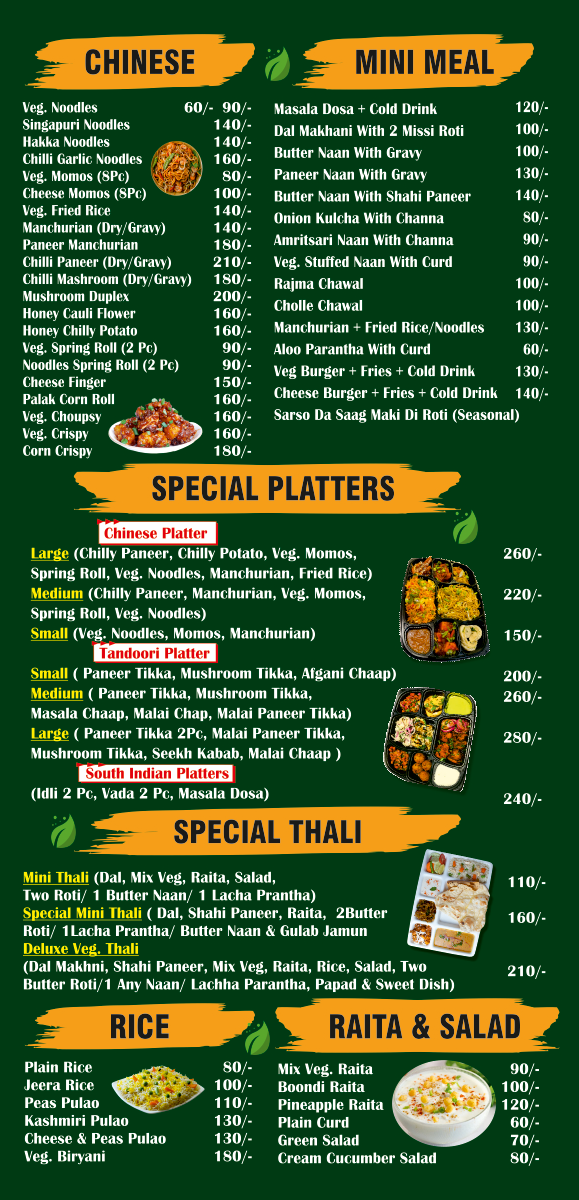 CHINESE
Veg. Noodles 60/- 90/-
Singapuri Noodles 140/-
Hakka Noodles 140/-
Chilli Garlic Noodles 160/-
Veg. Momos (8Pc) 80/-
Cheese Momos (8Pc) 100/-
Veg. Fried Rice 140/-
Manchurian (Dry/Gravy) 140/-
Paneer Manchurian 180/-
Chilli Paneer (Dry/Gravy) 210/-
Chilli Mashroom (Dry/Gravy) 180/-
Mushroom Duplex 200/-
Honey Cauli Flower 160/-
Honey Chilly Potato 160/-
Veg. Spring Roll (2 Pc) 90/-
Noodles Spring Roll (2 Pc) 90/-
Cheese Finger 150/-
Palak Corn Roll 160/-
Veg. Choupsy 160/-
Veg. Crispy 160/-
Corn Crispy 180/-
MINI MEAL
Masala Dosa + Cold Drink 120/-
Dal Makhani With 2 Missi Roti 100/-
Butter Naan With Gravy 100/-
Paneer Naan With Gravy 130/-
Butter Naan With Shahi Paneer 140/-
Onion Kulcha With Channa 80/-
Amritsari Naan With Channa 90/-
Veg. Stuffed Naan With Curd 90/-
Rajma Chawal 100/-
Cholle Chawal 100/-
Manchurian + Fried Rice/Noodles 130/-
Aloo Parantha With Curd 60/-
Veg Burger + Fries + Cold Drink 130/-
Cheese Burger + Fries + Cold Drink 140/-
Sarso Da Saag Maki Di Roti (Seasonal)
SPECIAL PLATTERS
Chinese Platter
Large (Chilly Paneer, Chilly Potato, Veg. Momos, 260/-
Spring Roll, Veg. Noodles, Manchurian, Fried Rice)
Medium (Chilly Paneer, Manchurian, Veg. Momos, 220/-
Spring Roll, Veg. Noodles)
Small (Veg. Noodles, Momos, Manchurian) 150/-
Tandoori Platter
Small ( Paneer Tikka, Mushroom Tikka, Afgani Chaap) 200/-
Medium ( Paneer Tikka, Mushroom Tikka, 260/-
Masala Chaap, Malai Chap, Malai Paneer Tikka)
Large ( Paneer Tikka 2Pc, Malai Paneer Tikka, 280/-
Mushroom Tikka, Seekh Kabab, Malai Chaap )
South Indian Platters
(Idli 2 Pc, Vada 2 Pc, Masala Dosa) 240/-
SPECIAL THALI
Mini Thali (Dal, Mix Veg, Raita, Salad, 110/-
Two Roti/ 1 Butter Naan/ 1 Lacha Prantha)
Special Mini Thali ( Dal, Shahi Paneer, Raita, 2Butter 160/-
Roti/ 1Lacha Prantha/ Butter Naan & Gulab Jamun
Deluxe Veg. Thali
(Dal Makhni, Shahi Paneer, Mix Veg, Raita, Rice, Salad, Two 210/-
Butter Roti/1 Any Naan/ Lachha Parantha, Papad & Sweet Dish)
RICE
Plain Rice 80/-
Jeera Rice 100/-
Peas Pulao 110/-
Kashmiri Pulao 130/-
Cheese & Peas Pulao 130/-
Veg. Biryani 180/-
RAITA & SALAD
Mix Veg. Raita 90/-
Boondi Raita 100/-
Pineapple Raita 120/-
Plain Curd 60/-
Green Salad 70/-
Cream Cucumber Salad 80/-